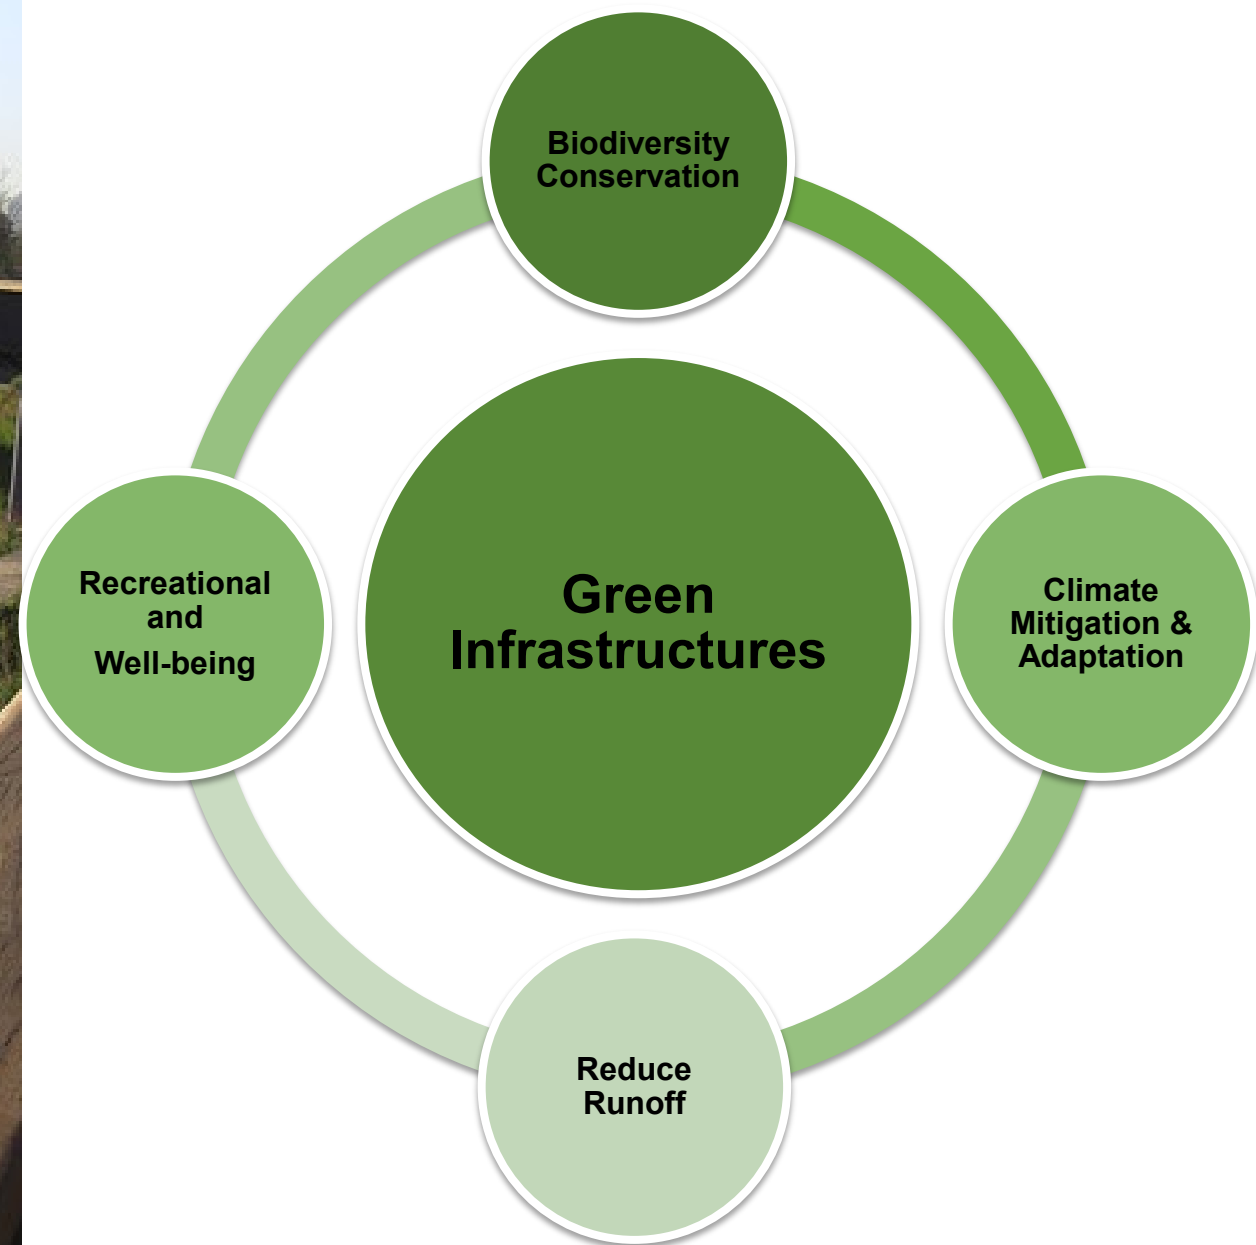 Biodiversity
Conservation
Green
Infrastructures
Recreational
and
Well-being
Climate
Mitigation &
Adaptation
Reduce
Runoff